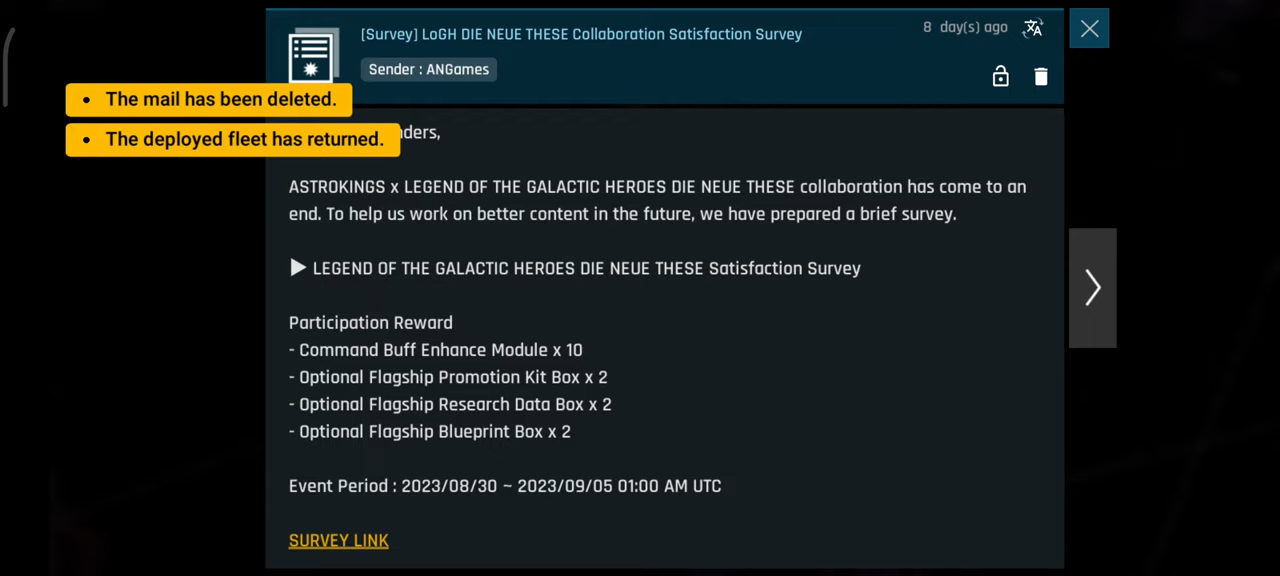 [Survey] LoGH DIE NEUE THESE Collaboration Satisfaction Survey
8 day(s) ago
Sender : ANGames
• The mail has been deleted.
• The deployed fleet has returned.
nders,
ASTROKINGS x LEGEND OF THE GALACTIC HEROES DIE NEUE THESE collaboration has come to an
end. To help us work on better content in the future, we have prepared a brief survey.
▶ LEGEND OF THE GALACTIC HEROES DIE NEUE THESE Satisfaction Survey
Participation Reward
- Command Buff Enhance Module x 10
- Optional Flagship Promotion Kit Box x 2
- Optional Flagship Research Data Box x 2
- Optional Flagship Blueprint Box x 2
Event Period : 2023/08/30 ~ 2023/09/05 01:00 AM UTC
SURVEY LINK